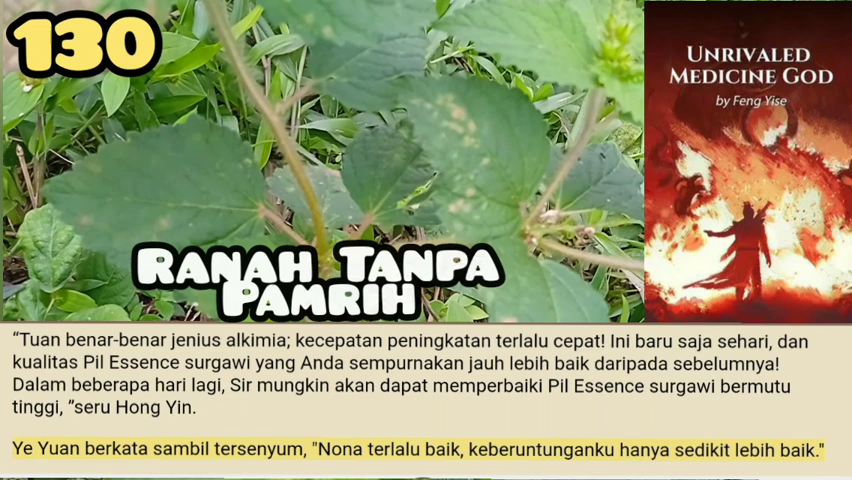 130
UNRIVALED
MEDICINE GOD
by Feng Yise
RANAH TANPA
PAMRIH
“Tuan benar-benar jenius alkimia; kecepatan peningkatan terlalu cepat! Ini baru saja sehari, dan
kualitas Pil Essence surgawi yang Anda sempurnakan jauh lebih baik daripada sebelumnya!
Dalam beberapa hari lagi, Sir mungkin akan dapat memperbaiki Pil Essence surgawi bermutu
tinggi, ”seru Hong Yin.
Ye Yuan berkata sambil tersenyum, "Nona terlalu baik, keberuntunganku hanya sedikit lebih baik."